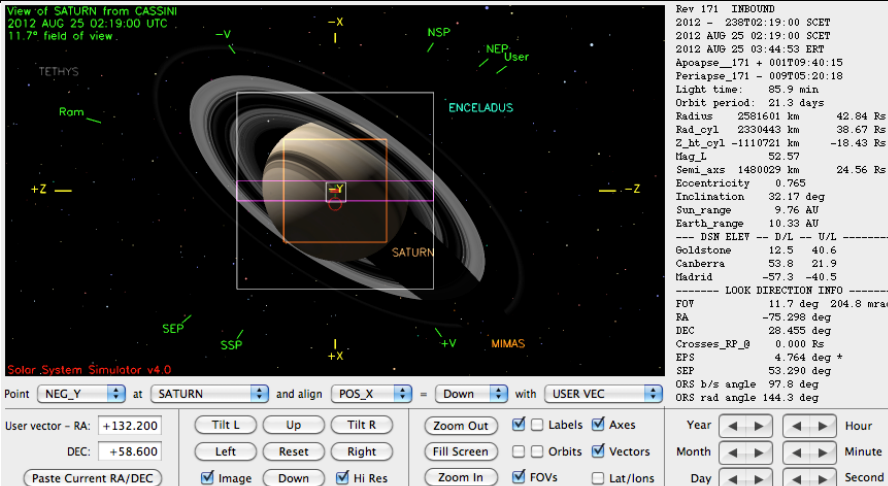 View of SATURN from CASSINI
2012 AUG 25 02:19:00 UTC
11.7° field of view
-X
-V
NSP
NEP
User
TETHYS
ENCELADUS
Ram
+Z
-Y
-Z
SATURN
SEP
SSP
+V
MIMAS
+X
Solar System Simulator v4.0
Rev 171 INBOUND
2012 - 238T02:19:00 SCET
2012 AUG 25 02:19:00 SCET
2012 AUG 25 03:44:53 ERT
Apoapse_171 + 001T09:40:15
Periapse_171 - 009T05:20:18
Light time: 85.9 min
Orbit period: 21.3 days
Radius 2581601 km 42.84 Rs
Rad_cyl 2330443 km 38.67 Rs
Z_ht_cyl -1110721 km -18.43 Rs
Mag_L 52.57
Semi_axs 1480029 km 24.56 Rs
Eccentricity 0.765
Inclination 32.17 deg
Sun_range 9.76 AU
Earth_range 10.33 AU
--- DSN ELEV -- D/L -- U/L -------
Goldstone 12.5 40.6
Canberra 53.8 21.9
Madrid -57.3 -40.5
------- LOOK DIRECTION INFO ------
FOV 11.7 deg 204.8 mrad
RA -75.298 deg
DEC 28.455 deg
Crosses_RP_@ 0.000 Rs
EPS 4.764 deg *
SEP 53.290 deg
ORS b/s angle 97.8 deg
ORS rad angle 144.3 deg
Point NEG_Y at SATURN and align POS_X = Down with USER VEC
User vector - RA: +132.200 Tilt L Up Tilt R Zoom Out Labels Axes Year Hour
DEC: +58.600 Left Reset Right Fill Screen Orbits Vectors Month Minute
Paste Current RA/DEC Image Down Hi Res Zoom In FOVs Lat/lons Day Second